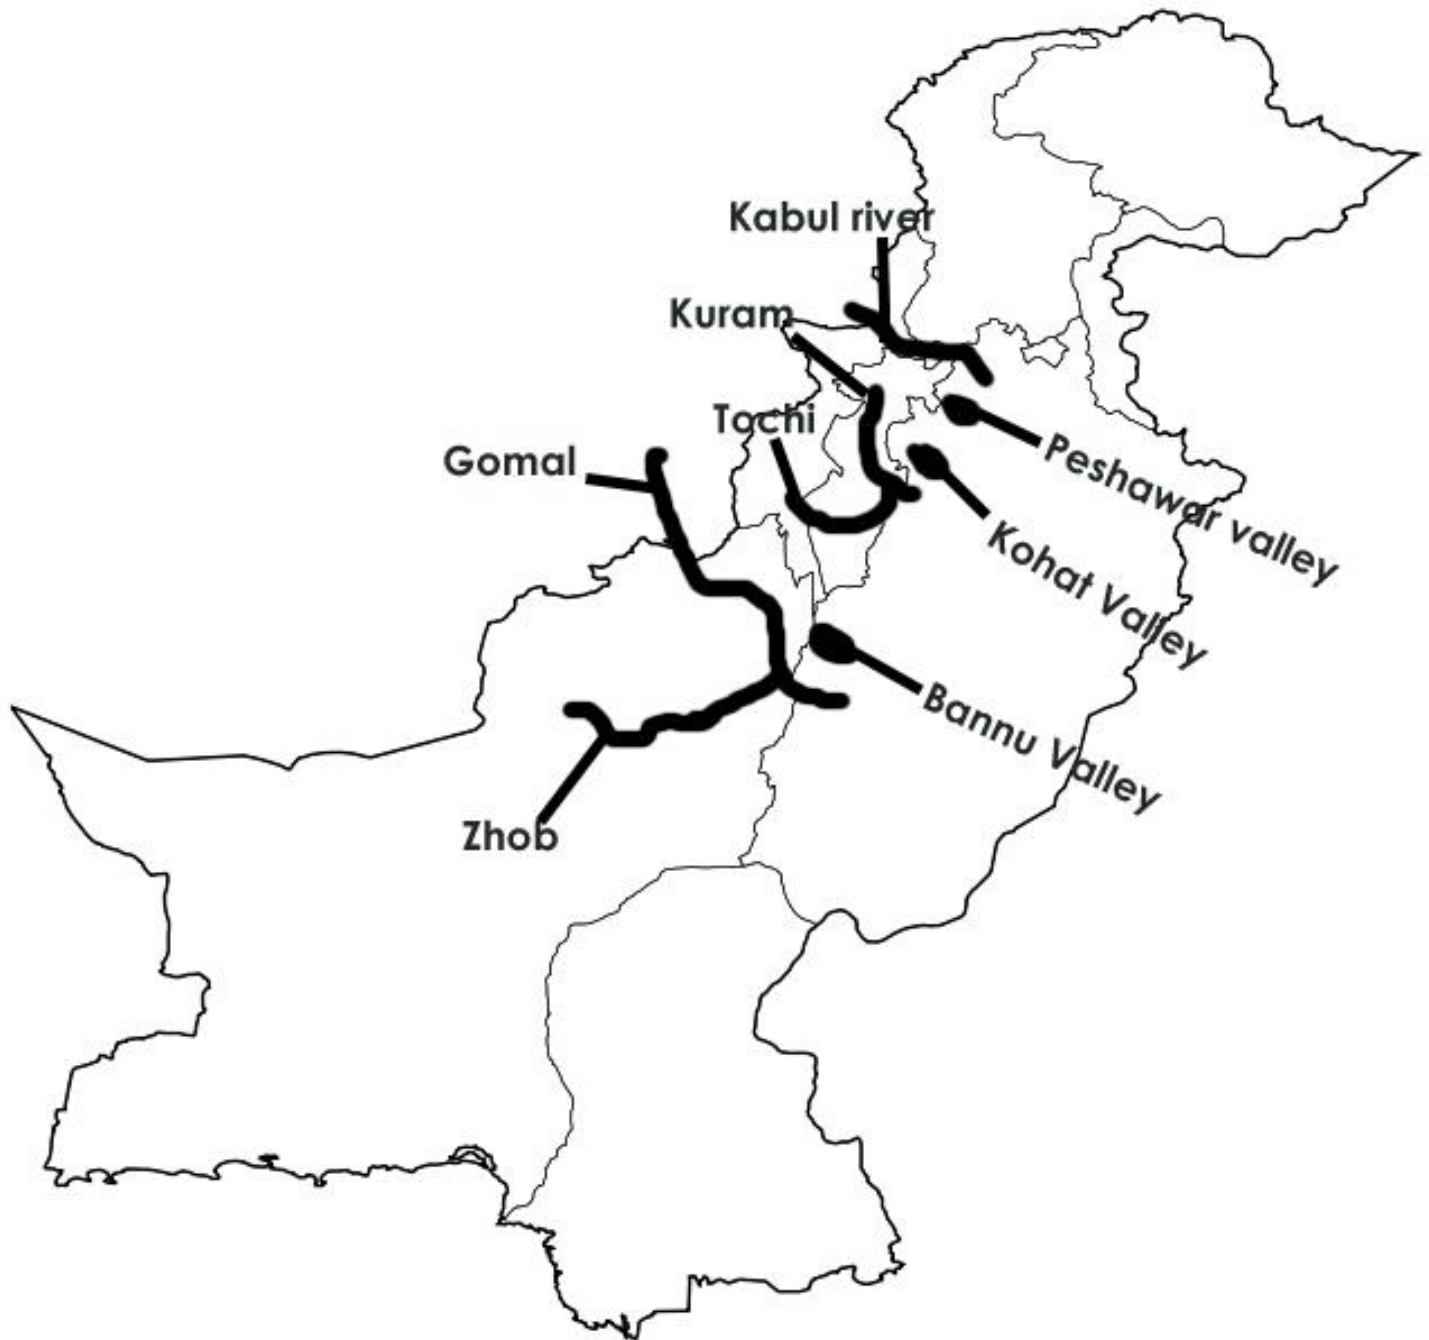 Kabul river
Kuram
Tochi
Gomal
Peshawar valley
Kohat Valley
Bannu Valley
Zhob